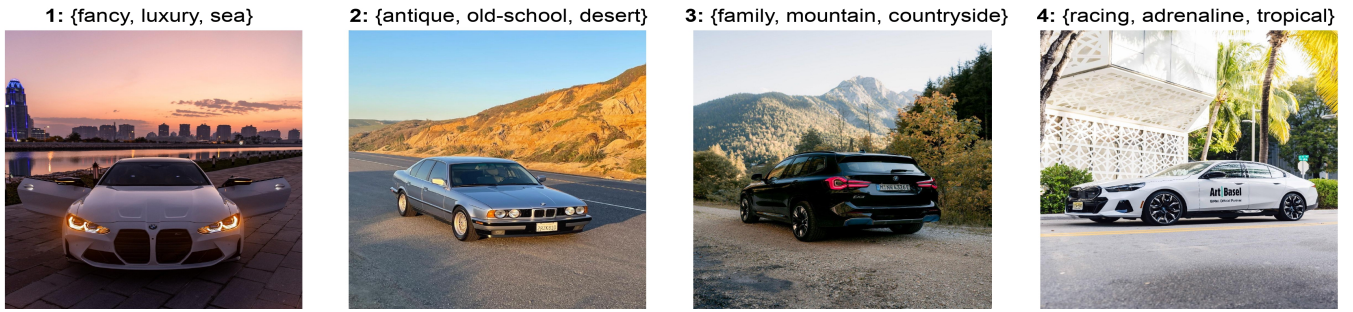 1: {fancy, luxury, sea}
2: {antique, old-school, desert}
3: {family, mountain, countryside}
4: {racing, adrenaline, tropical}
Art Basel